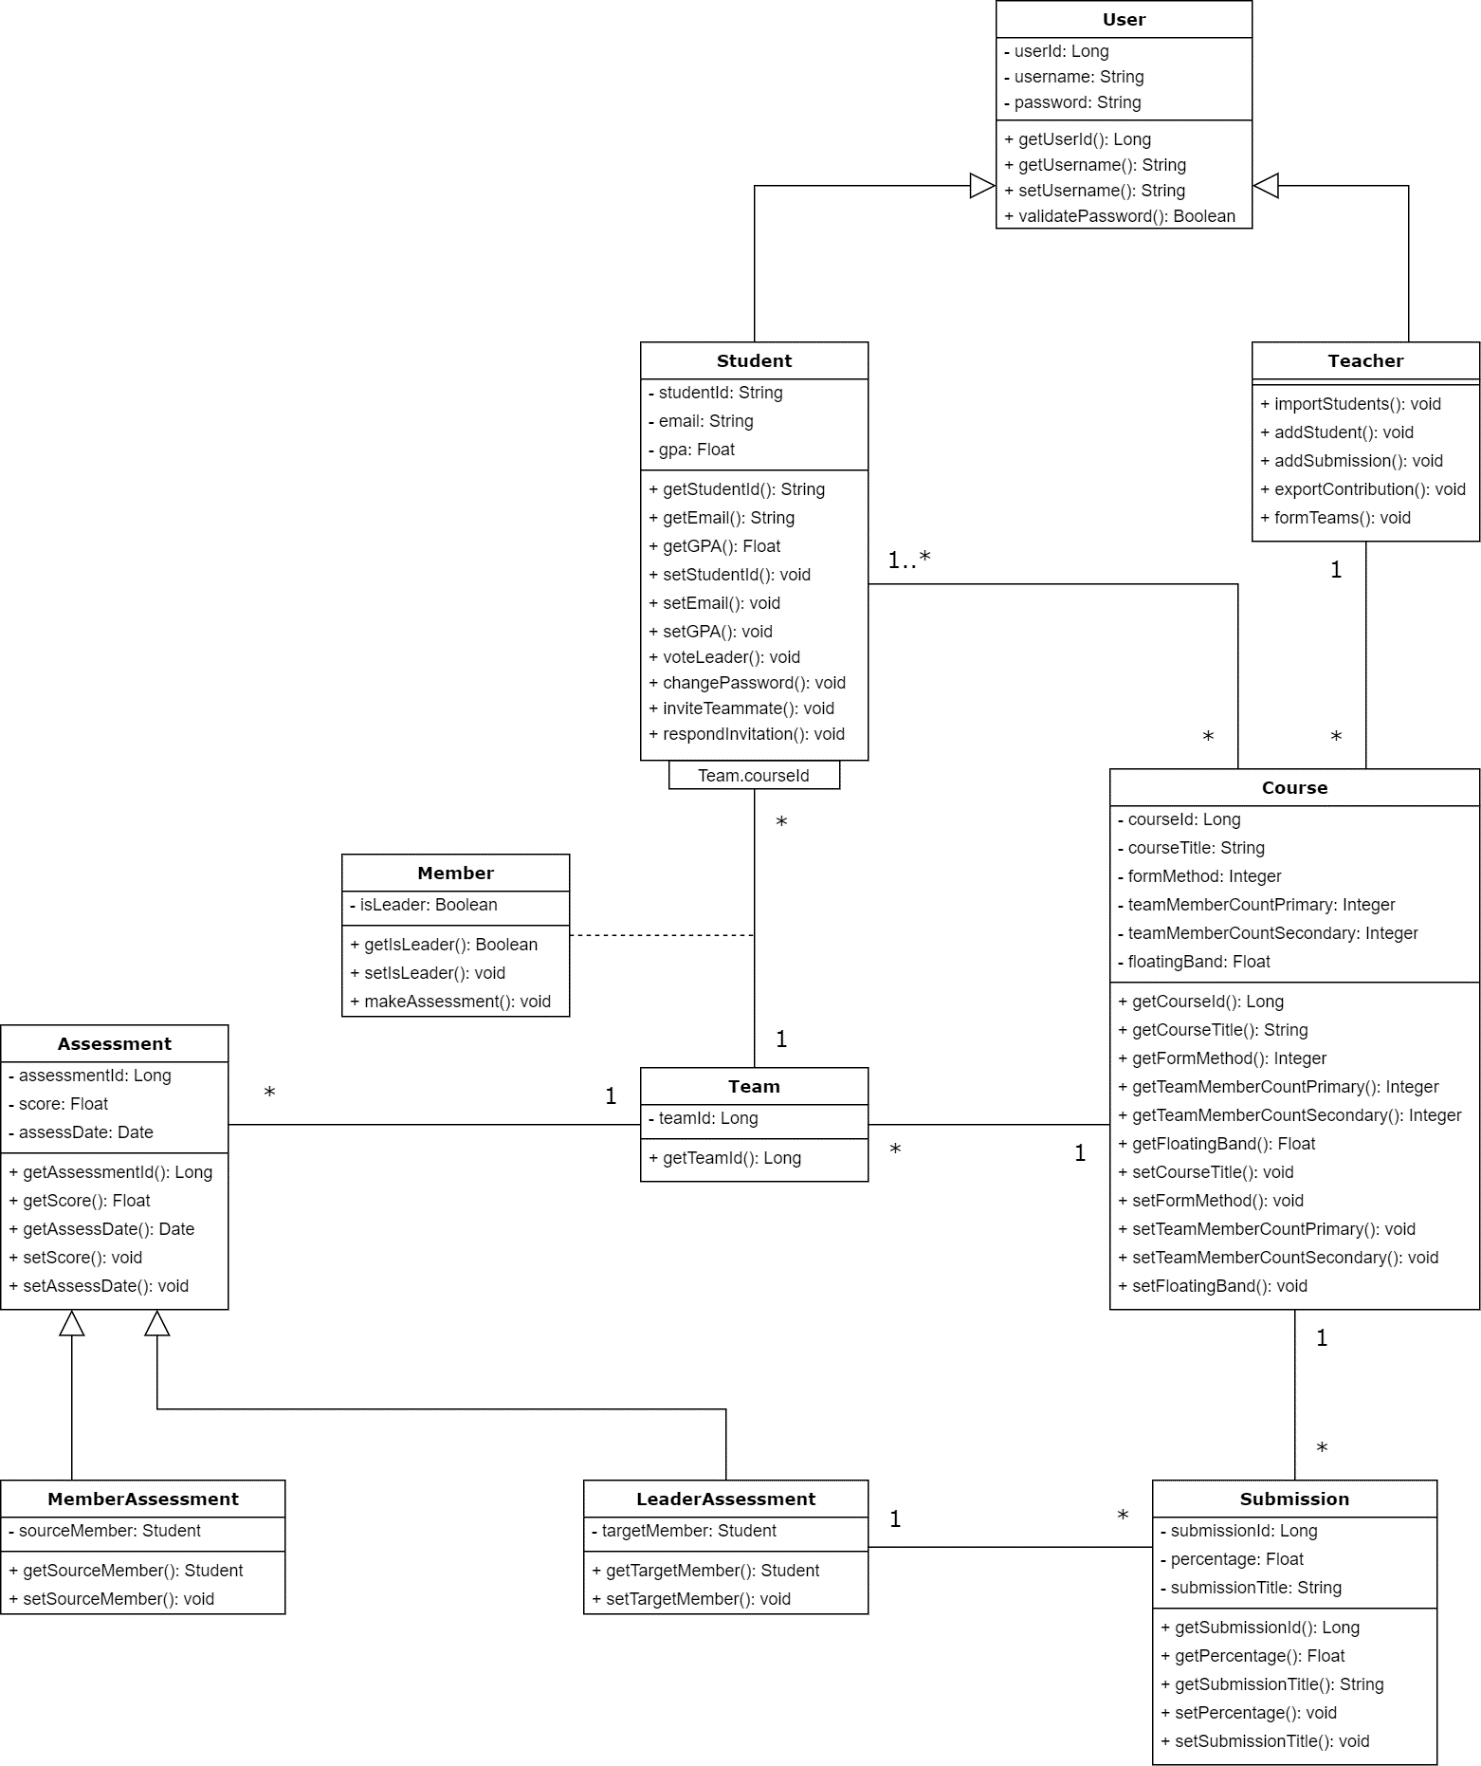 User
- userId: Long
- username: String
- password: String
+ getUserId(): Long
+ getUsername(): String
+ setUsername(): String
+ validatePassword(): Boolean
Student
- studentId: String
- email: String
- gpa: Float
+ getStudentId(): String
+ getEmail(): String
+ getGPA(): Float
+ setStudentId(): void
+ setEmail(): void
+ setGPA(): void
+ voteLeader(): void
+ changePassword(): void
+ inviteTeammate(): void
+ respondInvitation(): void
Team.courseId
Teacher
+ importStudents(): void
+ addStudent(): void
+ addSubmission(): void
+ exportContribution(): void
+ formTeams(): void
1..*
1
*
*
*
Course
- courseId: Long
- courseTitle: String
- formMethod: Integer
- teamMemberCountPrimary: Integer
- teamMemberCountSecondary: Integer
- floatingBand: Float
+ getCourseId(): Long
+ getCourseTitle(): String
+ getFormMethod(): Integer
+ getTeamMemberCountPrimary(): Integer
+ getTeamMemberCountSecondary(): Integer
+ getFloatingBand(): Float
+ setCourseTitle(): void
+ setFormMethod(): void
+ setTeamMemberCountPrimary(): void
+ setTeamMemberCountSecondary(): void
+ setFloatingBand(): void
Member
- isLeader: Boolean
+ getIsLeader(): Boolean
+ setIsLeader(): void
+ makeAssessment(): void
1
Assessment
- assessmentId: Long
- score: Float
- assessDate: Date
+ getAssessmentId(): Long
+ getScore(): Float
+ getAssessDate(): Date
+ setScore(): void
+ setAssessDate(): void
*
1
Team
- teamId: Long
+ getTeamId(): Long
*
1
1
*
MemberAssessment
- sourceMember: Student
+ getSourceMember(): Student
+ setSourceMember(): void
LeaderAssessment
- targetMember: Student
+ getTargetMember(): Student
+ setTargetMember(): void
1
*
Submission
- submissionId: Long
- percentage: Float
- submissionTitle: String
+ getSubmissionId(): Long
+ getPercentage(): Float
+ getSubmissionTitle(): String
+ setPercentage(): void
+ setSubmissionTitle(): void